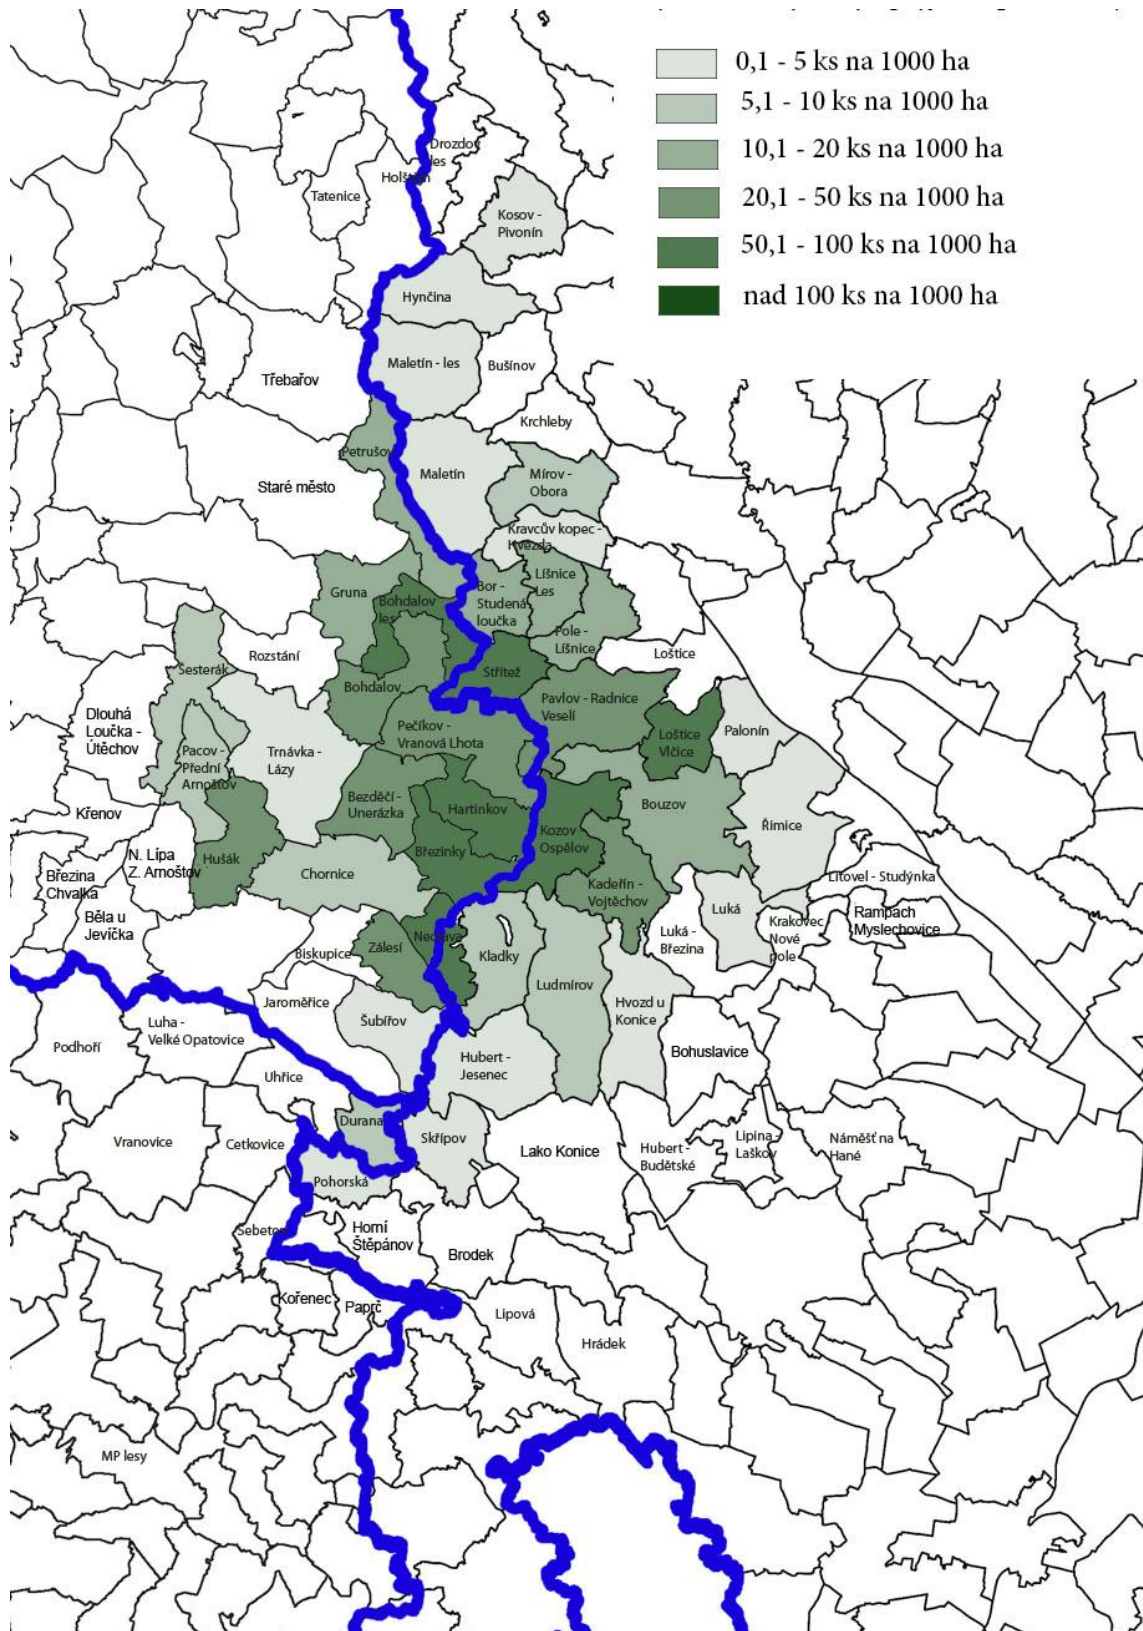 0,1 - 5 ks na 1000 ha
5,1 - 10 ks na 1000 ha
10,1 - 20 ks na 1000 ha
20,1 - 50 ks na 1000 ha
50,1 - 100 ks na 1000 ha
nad 100 ks na 1000 ha
Drozdov
les
Holštejn
Tatenice
Kosov -
Pivonín
Hynčina
Maletín - les
Bušínov
Třebařov
Krchleby
Petrušov
Maletín
Mírov -
Obora
Staré město
Kravcův kopec -
Hvězda
Líšnice
Les
Gruna
Bohdalov
les
Bor -
Studená
loučka
Pole -
Líšnice
Loštice
Rozstání
Sesterák
Střítež
Bohdalov
Pavlov - Radnice
Veselí
Dlouhá
Loučka -
Útěchov
Pečíkov -
Vranová Lhota
Loštice
Vlčice
Palonín
Trnávka -
Lázy
Pacov -
Přední
Arnoštov
Křenov
Bezděčí -
Unerázka
Hartinkov
Bouzov
Řimice
Kozov -
Ospělov
Březinky
N. Lípa
Z. Arnoštov
Hušák
Chornice
Březina
Chvalka
Kadeřín -
Vojtěchov
Litovel - Studýnka
Luká
Běla u
Jevíčka
Krakovec
Nové
pole
Rampach
Myslechovice
Luká -
Březina
Biskupice
Zálesí
Nectava
Kladky
Ludmírov
Jaroměřice
Šubířov
Hvozd u
Konice
Luha -
Velké Opatovice
Podhoří
Bohuslavice
Hubert -
Jesenec
Uhřice
Durana
Skřípov
Vranovice
Cetkovice
Lako Konice
Hubert -
Budětské
Lipina -
Laškov
Náměšť na
Hané
Pohorská
Sebetov
Horní
Štěpánov
Brodek
Kořenec
Paprč
Lipová
Hrádek
MP lesy